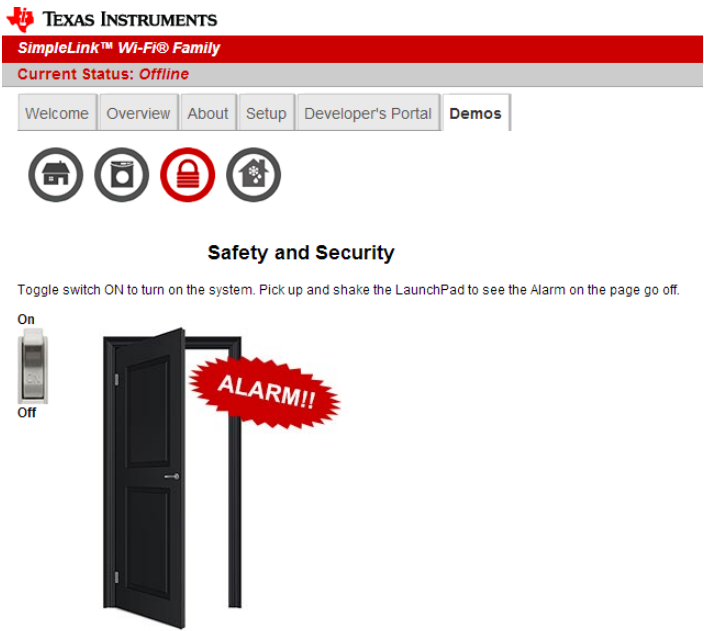 TEXAS INSTRUMENTS
SimpleLink™ Wi-Fi® Family
Current Status: Offline
Welcome Overview About Setup Developer's Portal Demos
Safety and Security
Toggle switch ON to turn on the system. Pick up and shake the LaunchPad to see the Alarm on the page go off.
On
ALARM!!
Off